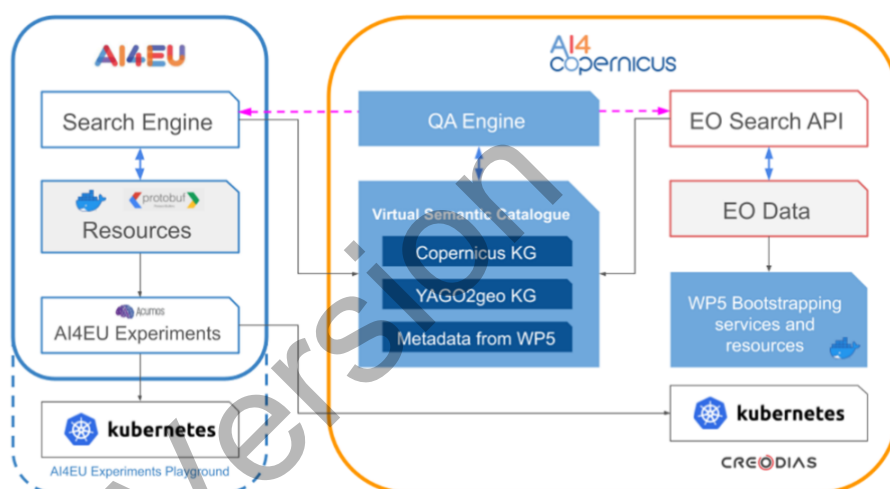 AI4EU
Search Engine
protobuf
Resources
Acumos
AI4EU Experiments
kubernetes
AI4EU Experiments Playground
AI4
copernicus
QA Engine
Virtual Semantic Catalogue
Copernicus KG
YAGO2geo KG
Metadata from WP5
EO Search API
EO Data
WP5 Bootstrapping
services and
resources
kubernetes
CREODIAS
Version